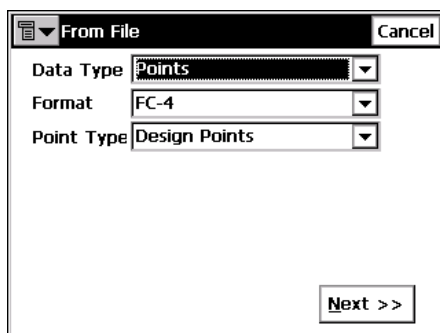 From File
Cancel
Data Type Points
Format FC-4
Point Type Design Points
Next >>